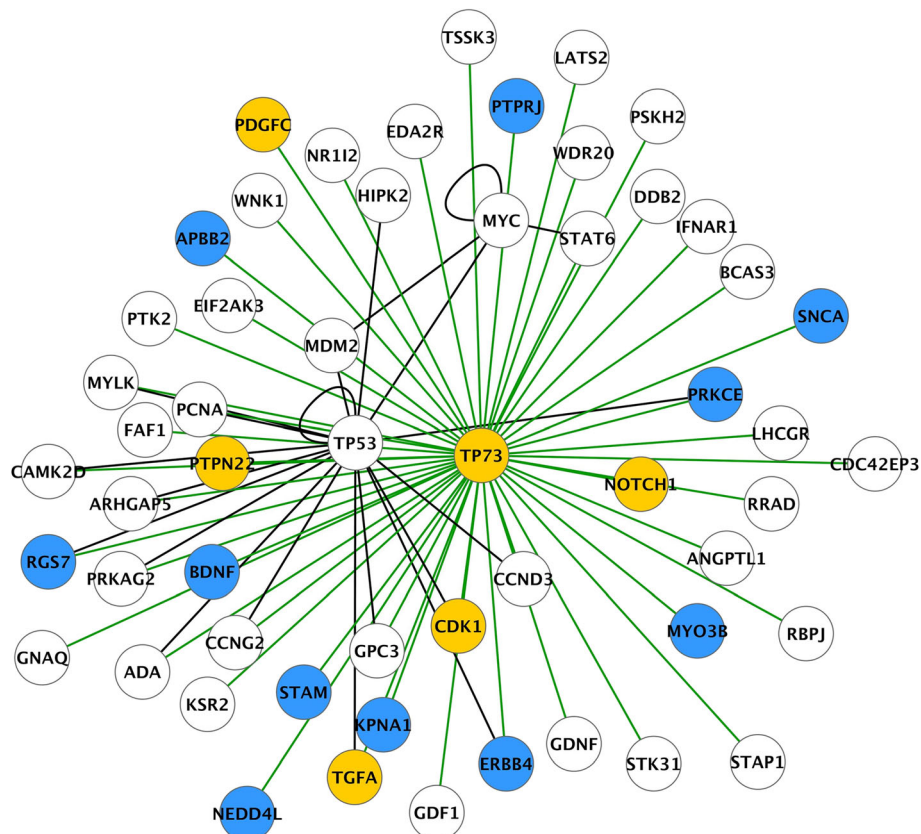 TSSK3
LATS2
PTPRJ
PSKH2
PDGFC
EDA2R
WDR20
NR1I2
HIPK2
DDB2
WNK1
MYC
IFNAR1
APBB2
STAT6
BCAS3
EIF2AK3
SNCA
PTK2
MDM2
MYLK
PRKCE
PCNA
FAF1
TP53
LHCGR
TP73
CDC42EP3
PTPN22
CAMK2D
NOTCH1
ARHGAP5
RRAD
RGS7
BDNF
PRKAG2
CCND3
ANGPTL1
CDK1
MYO3B
RBPJ
CCNG2
GPC3
GNAQ
ADA
STAM
KSR2
KPNA1
GDNF
ERBB4
STK31
STAP1
TGFA
NEDD4L
GDF1